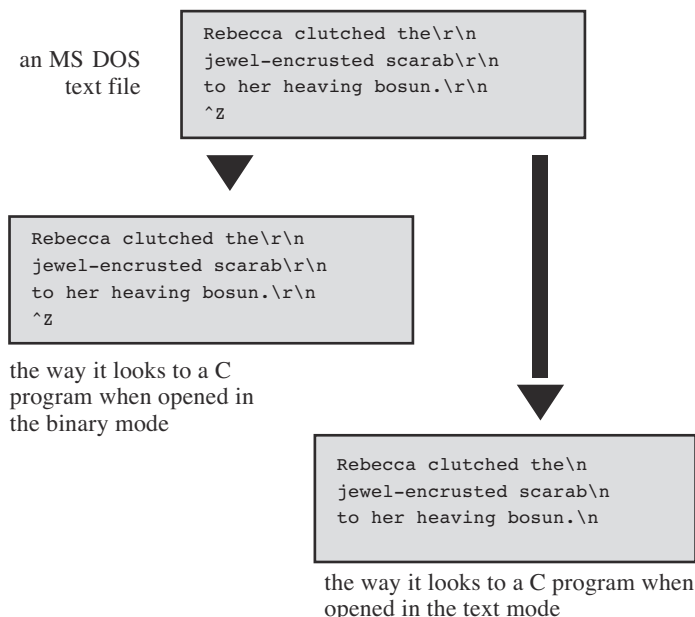 an MS DOS
text file
Rebecca clutched the\r\n
jewel-encrusted scarab\r\n
to her heaving bosun.\r\n
^Z
Rebecca clutched the\r\n
jewel-encrusted scarab\r\n
to her heaving bosun.\r\n
^Z
the way it looks to a C
program when opened in
the binary mode
Rebecca clutched the\n
jewel-encrusted scarab\n
to her heaving bosun.\n
the way it looks to a C program when
opened in the text mode